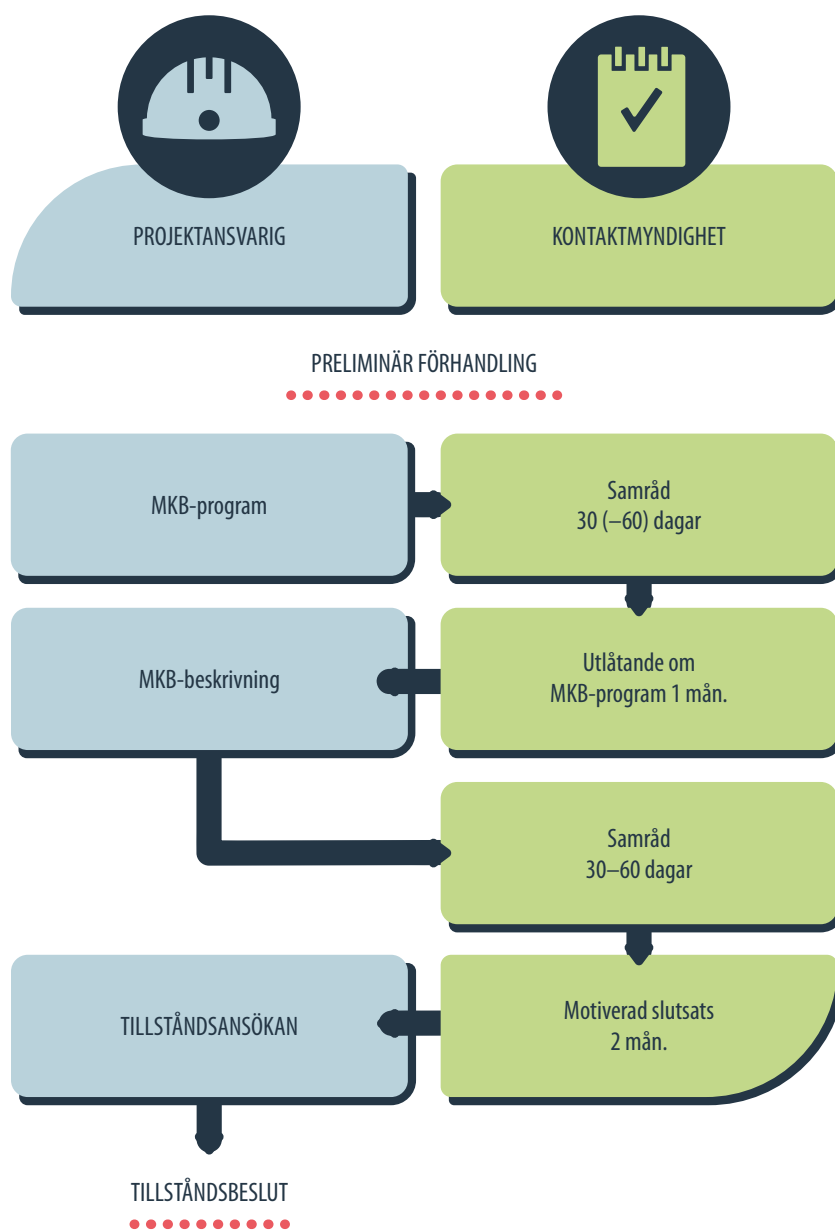 PROJEKTANSVARIG
KONTAKTMYNDIGHET
PRELIMINÄR FÖRHANDLING
MKB-program
Samråd
30 (–60) dagar
Utlåtande om
MKB-program 1 mån.
MKB-beskrivning
Samråd
30–60 dagar
Motiverad slutsats
2 mån.
TILLSTÅNDSANSÖKAN
TILLSTÅNDSBESLUT